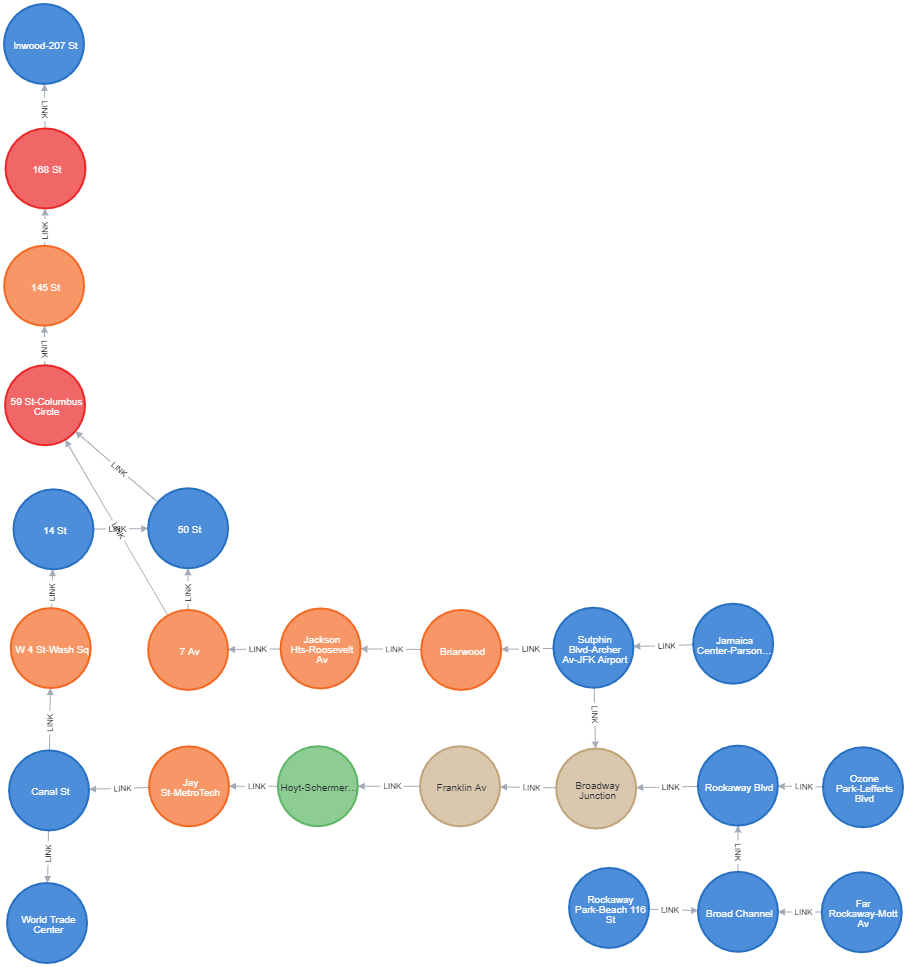 Inwood-207 St
LINK
168 St
LINK
145 St
LINK
59 St-Columbus
Circle
LINK
LINK
14 St
LINK
50 St
LINK
LINK
W 4 St-Wash Sq
7 Av
LINK
Jackson
Hts-Roosevelt
Av
LINK
Briarwood
LINK
Sutphin
Blvd-Archer
Av-JFK Airport
LINK
Jamaica
Center-Parson...
LINK
LINK
Canal St
LINK
Jay
St-MetroTech
LINK
Hoyt-Schermer...
LINK
Franklin Av
LINK
Broadway
Junction
LINK
Rockaway Blvd
LINK
Ozone
Park-Lefferts
Blvd
LINK
LINK
World Trade
Center
Rockaway
Park-Beach 116
St
LINK
Broad Channel
LINK
Far
Rockaway-Mott
Av